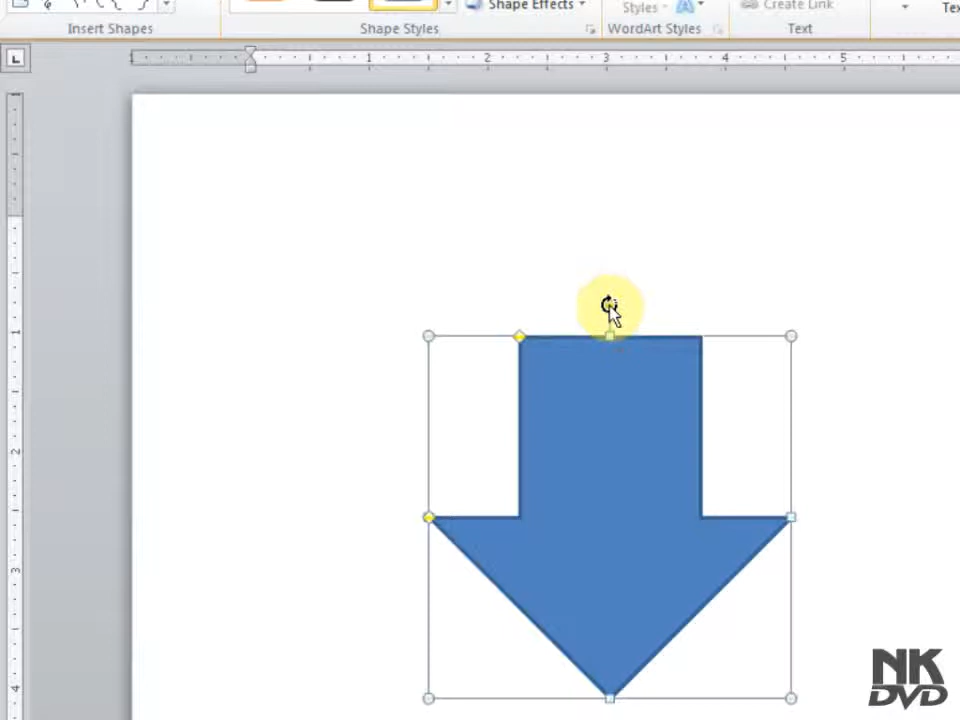 Shape Effects
Styles
Create Link
Insert Shapes
Shape Styles
WordArt Styles
Text
1 1 2 3 4 5
1
2
3
4
NK
DVD